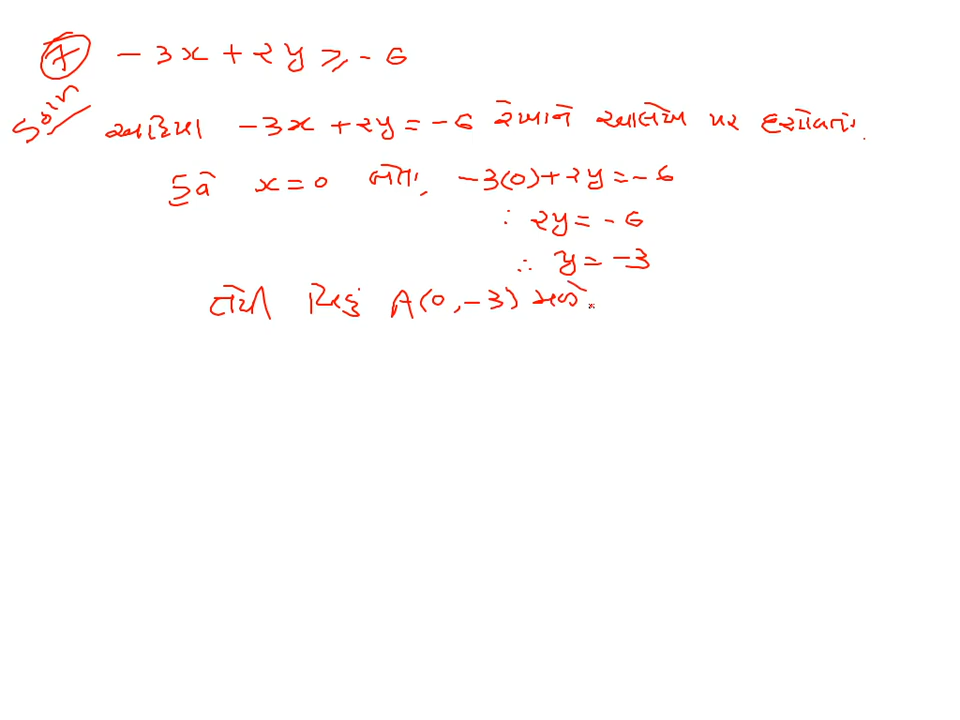 7 -3x + 2y ≥ -6
Soln
અહિંયા -3x + 2y = -6 રેખાને આલેખ પર દર્શાવતાં.
હવે x = 0 લેતાં, -3(0) + 2y = -6
∴ 2y = -6
∴ y = -3
તેથી બિંદુ A(0, -3) મળે.